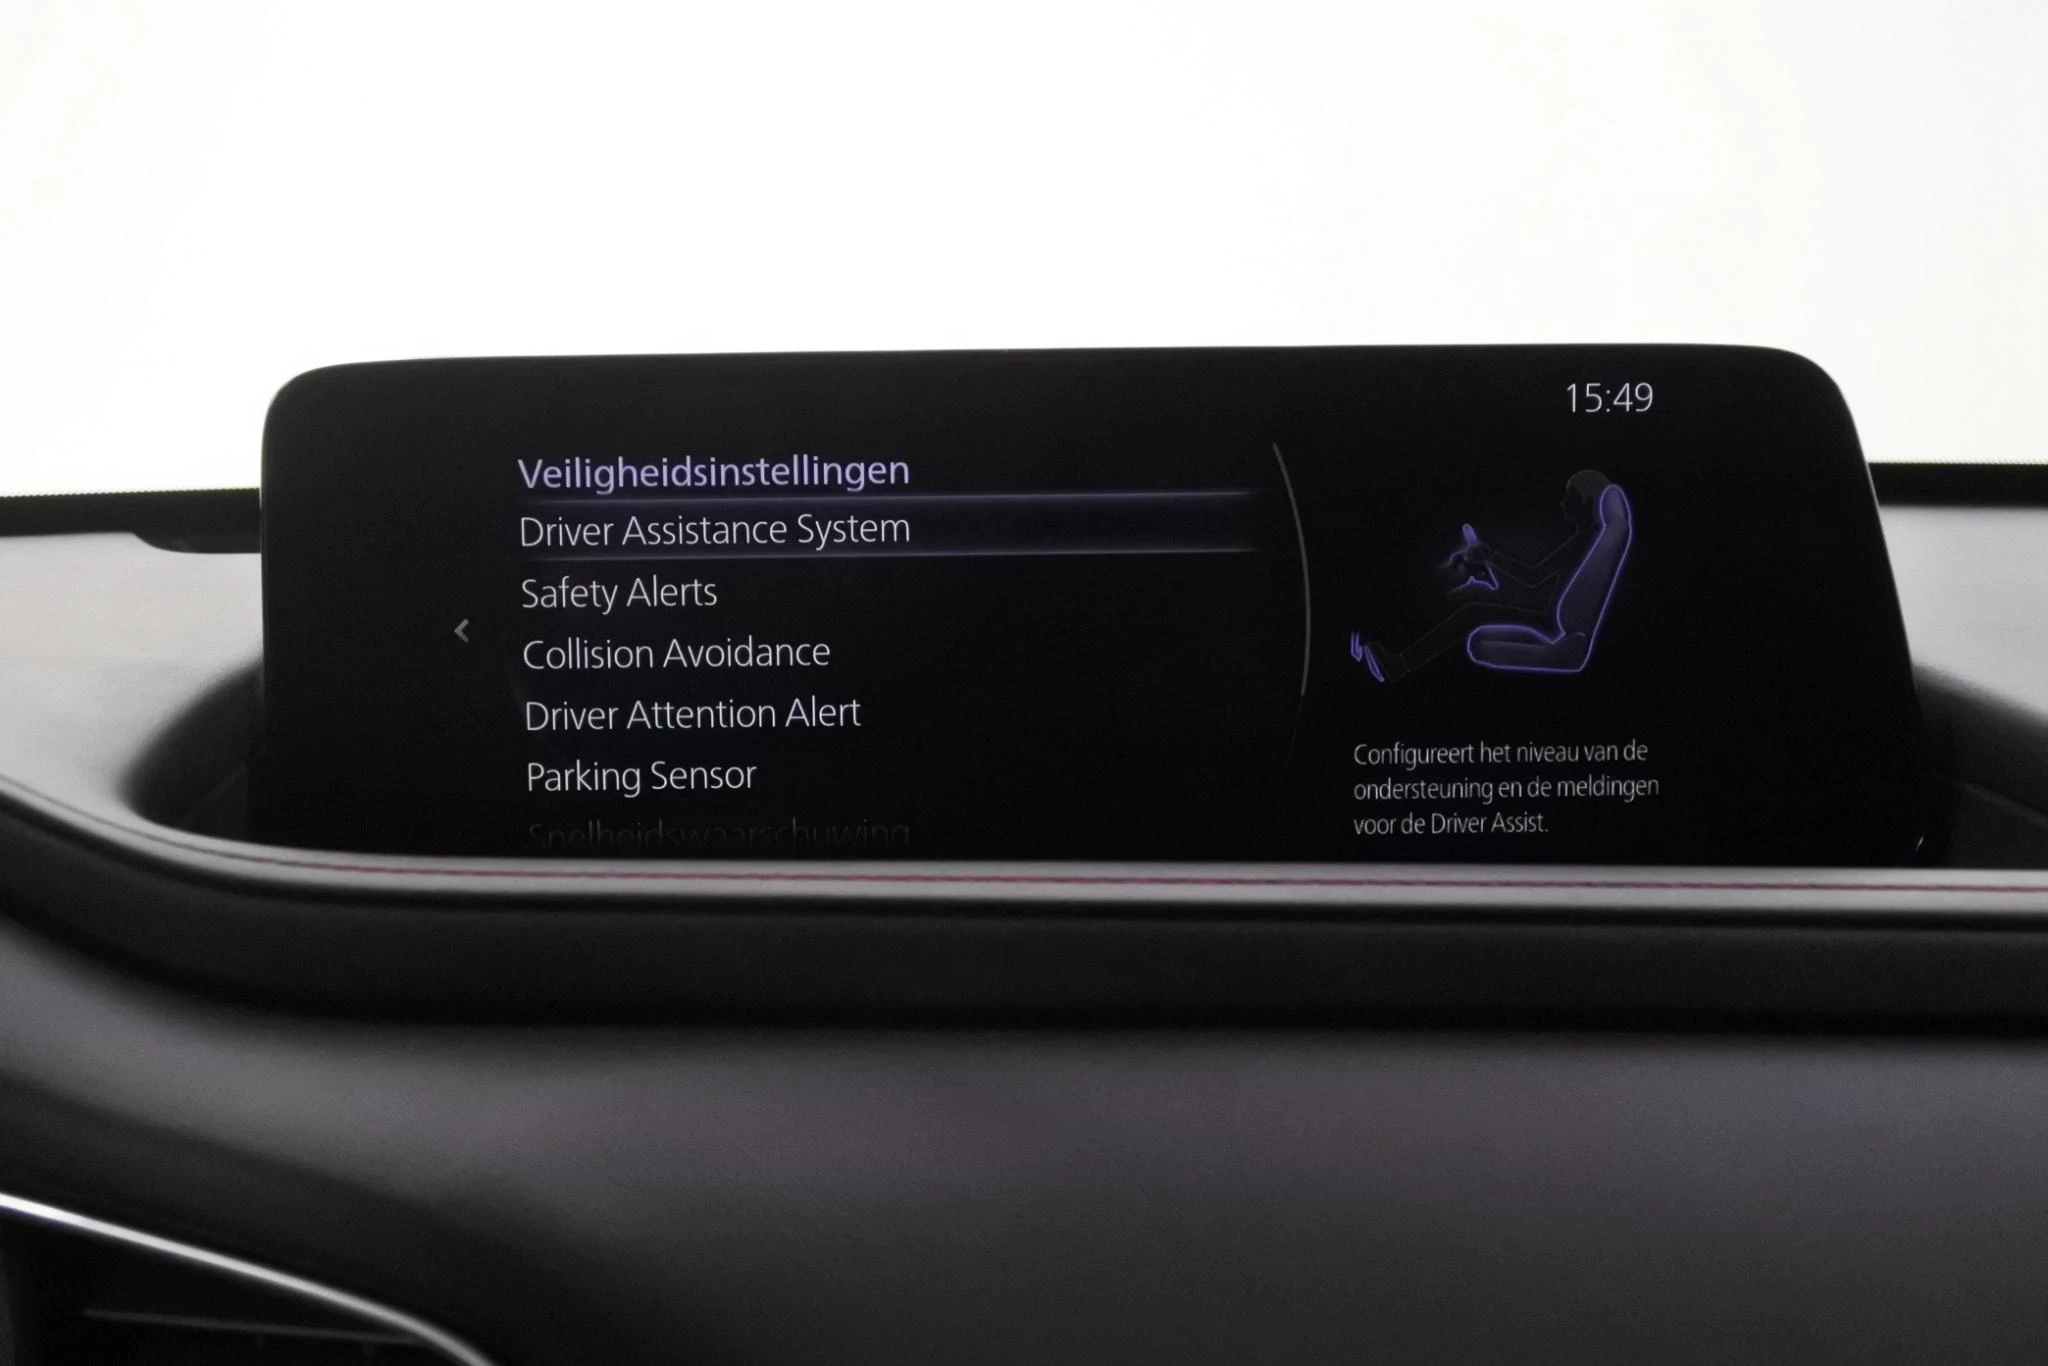 15:49
Veiligheidsinstellingen
Driver Assistance System
Safety Alerts
Collision Avoidance
Driver Attention Alert
Parking Sensor
Snelheidswaarschuwing
Configureert het niveau van de
ondersteuning en de meldingen
voor de Driver Assist.